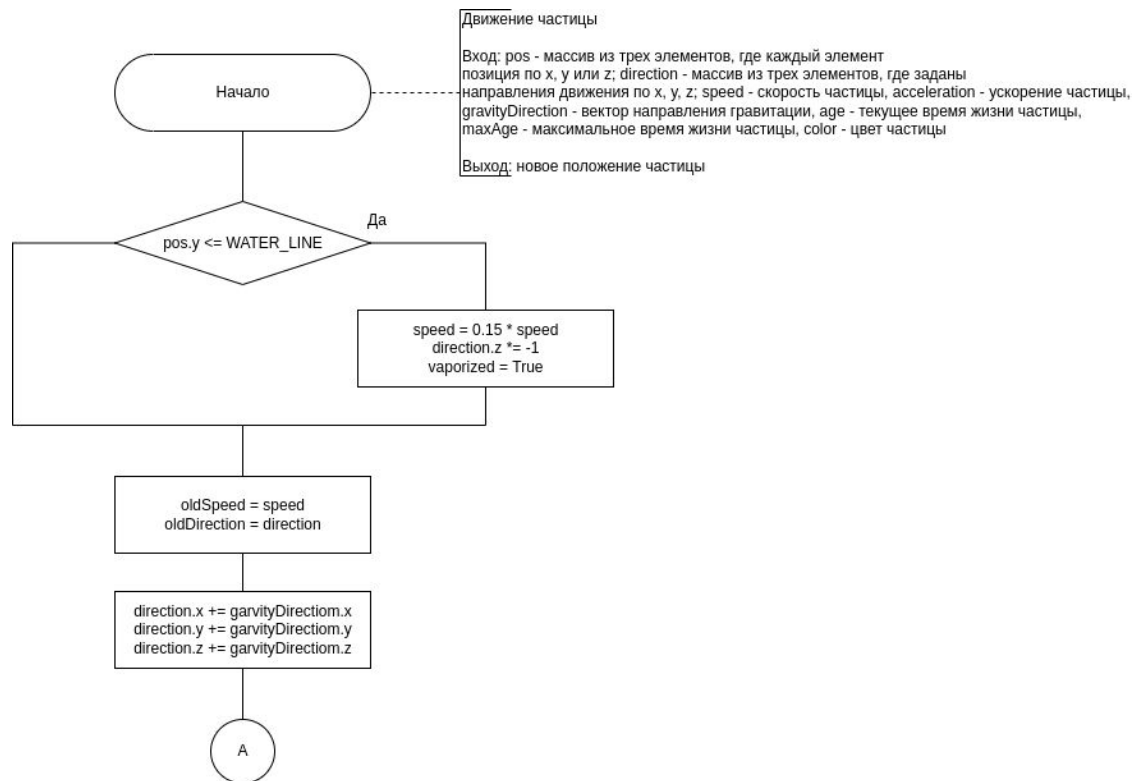 Движение частицы
Вход: pos - массив из трех элементов, где каждый элемент
позиция по x, y или z; direction - массив из трех элементов, где заданы
направления движения по x, y, z; speed - скорость частицы, acceleration - ускорение частицы,
gravityDirection - вектор направления гравитации, age - текущее время жизни частицы,
maxAge - максимальное время жизни частицы, color - цвет частицы
Выход: новое положение частицы
Начало
Да
pos.y <= WATER_LINE
speed = 0.15 * speed
direction.z *= -1
vaporized = True
oldSpeed = speed
oldDirection = direction
direction.x += garvityDirectiom.x
direction.y += garvityDirectiom.y
direction.z += garvityDirectiom.z
A